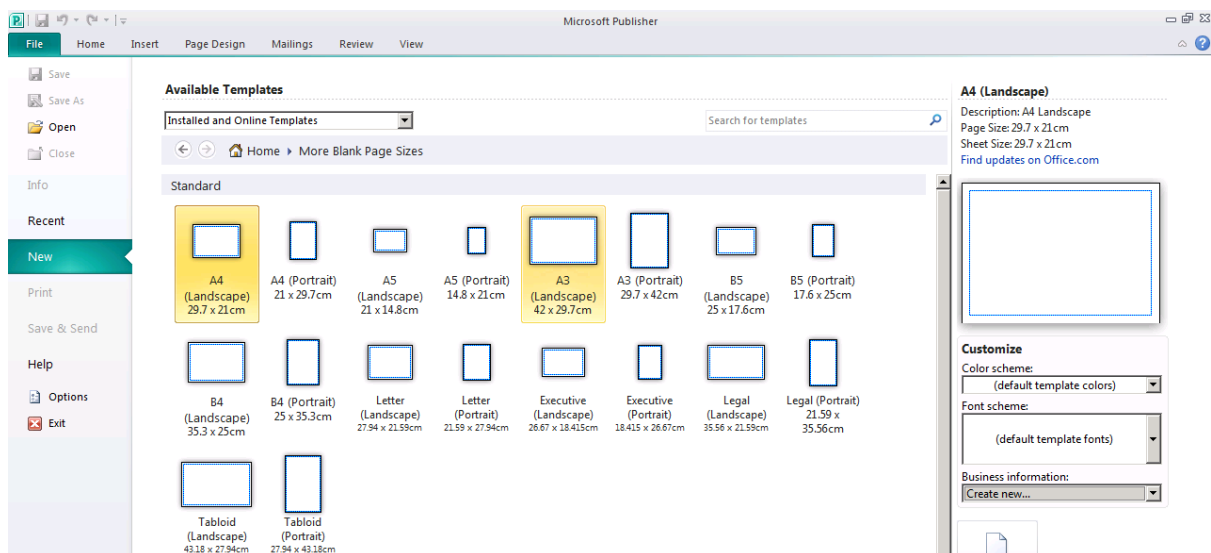 Microsoft Publisher
File Home Insert Page Design Mailings Review View
Save
Save As
Open
Close
Info
Recent
New
Print
Save & Send
Help
Options
Exit
Available Templates
Installed and Online Templates
Search for templates
Home More Blank Page Sizes
Standard
A4
(Landscape)
29.7 x 21cm
A4 (Portrait)
21 x 29.7cm
A5
(Landscape)
21 x 14.8cm
A5 (Portrait)
14.8 x 21cm
A3
(Landscape)
42 x 29.7cm
A3 (Portrait)
29.7 x 42cm
B5
(Landscape)
25 x 17.6cm
B5 (Portrait)
17.6 x 25cm
B4
(Landscape)
35.3 x 25cm
B4 (Portrait)
25 x 35.3cm
Letter
(Landscape)
27.94 x 21.59cm
Letter
(Portrait)
21.59 x 27.94cm
Executive
(Landscape)
26.67 x 18.415cm
Executive
(Portrait)
18.415 x 26.67cm
Legal
(Landscape)
35.56 x 21.59cm
Legal (Portrait)
21.59 x
35.56cm
Tabloid
(Landscape)
43.18 x 27.94cm
Tabloid
(Portrait)
27.94 x 43.18cm
A4 (Landscape)
Description: A4 Landscape
Page Size: 29.7 x 21cm
Sheet Size: 29.7 x 21cm
Find updates on Office.com
Customize
Color scheme:
(default template colors)
Font scheme:
(default template fonts)
Business information:
Create new...